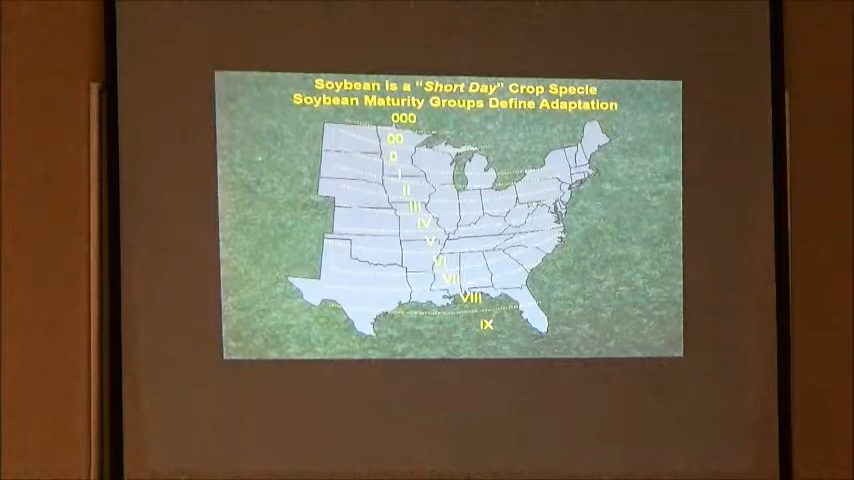 Soybean is a "Short Day" Crop Specie
Soybean Maturity Groups Define Adaptation
000
00
0
I
II
III
IV
V
VI
VII
VIII
IX